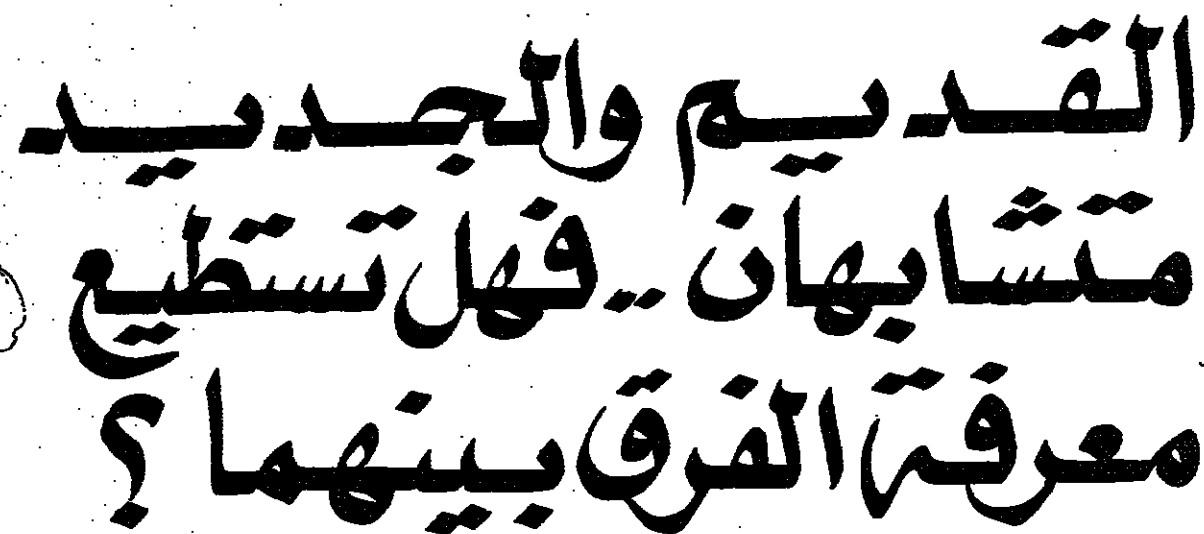 القديم والجديد
متشابهان .. فهل تستطيع
معرفة الفرق بينهما ؟